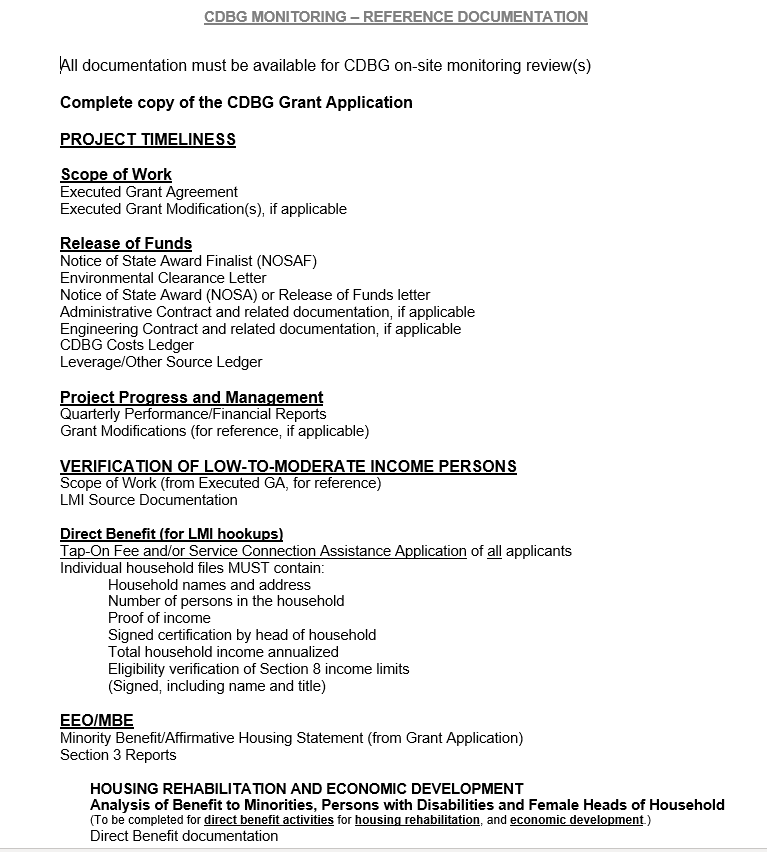 CDBG MONITORING – REFERENCE DOCUMENTATION
All documentation must be available for CDBG on-site monitoring review(s)
Complete copy of the CDBG Grant Application
PROJECT TIMELINESS
Scope of Work
Executed Grant Agreement
Executed Grant Modification(s), if applicable
Release of Funds
Notice of State Award Finalist (NOSAF)
Environmental Clearance Letter
Notice of State Award (NOSA) or Release of Funds letter
Administrative Contract and related documentation, if applicable
Engineering Contract and related documentation, if applicable
CDBG Costs Ledger
Leverage/Other Source Ledger
Project Progress and Management
Quarterly Performance/Financial Reports
Grant Modifications (for reference, if applicable)
VERIFICATION OF LOW-TO-MODERATE INCOME PERSONS
Scope of Work (from Executed GA, for reference)
LMI Source Documentation
Direct Benefit (for LMI hookups)
Tap-On Fee and/or Service Connection Assistance Application of all applicants
Individual household files MUST contain:
Household names and address
Number of persons in the household
Proof of income
Signed certification by head of household
Total household income annualized
Eligibility verification of Section 8 income limits
(Signed, including name and title)
EEO/MBE
Minority Benefit/Affirmative Housing Statement (from Grant Application)
Section 3 Reports
HOUSING REHABILITATION AND ECONOMIC DEVELOPMENT
Analysis of Benefit to Minorities, Persons with Disabilities and Female Heads of Household
(To be completed for direct benefit activities for housing rehabilitation, and economic development.)
Direct Benefit documentation